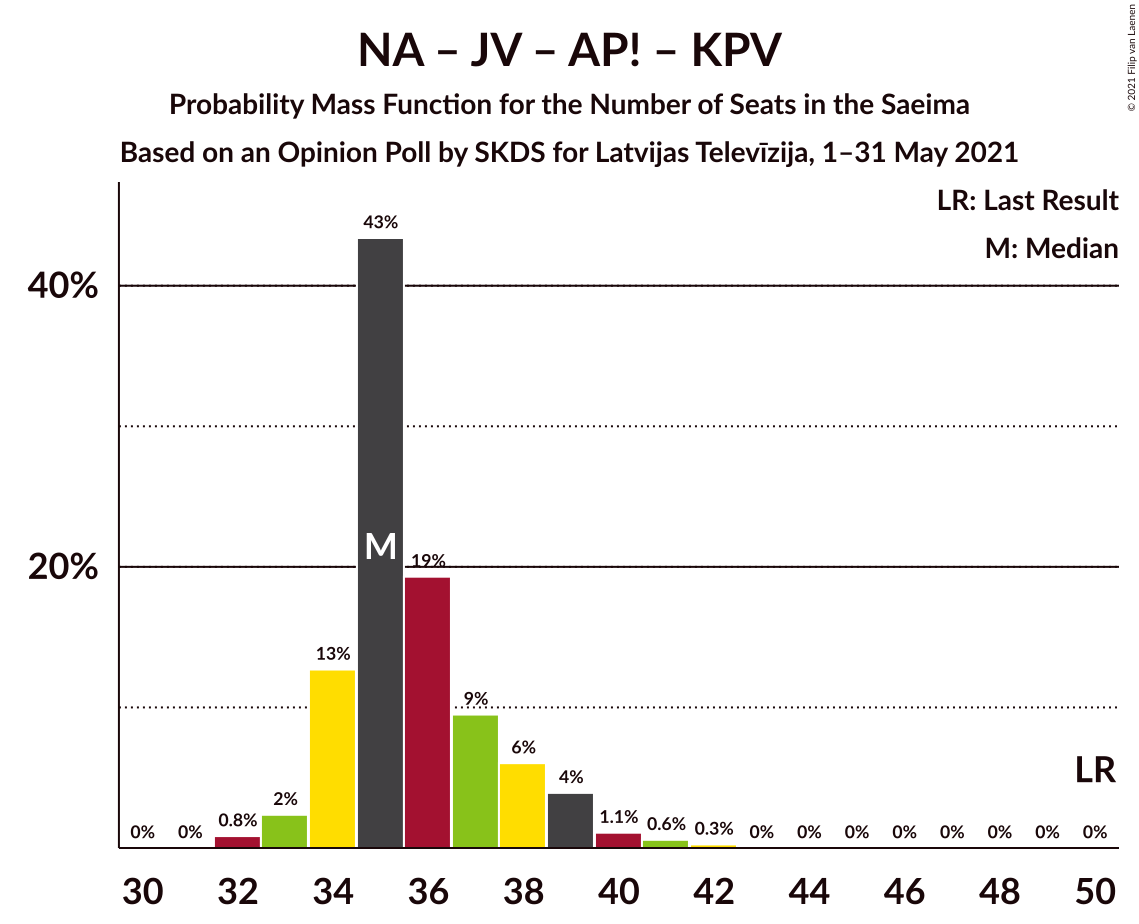 NA – JV – AP! – KPV
Probability Mass Function for the Number of Seats in the Saeima
Based on an Opinion Poll by SKDS for Latvijas Televīzija, 1–31 May 2021
© 2021 Filip van Laenen
LR: Last Result
M: Median
40%
20%
0%
0%
0.8%
2%
13%
43%
M
19%
9%
6%
4%
1.1%
0.6%
0.3%
0%
0%
0%
0%
0%
0%
0%
0%
LR
30 32 34 36 38 40 42 44 46 48 50